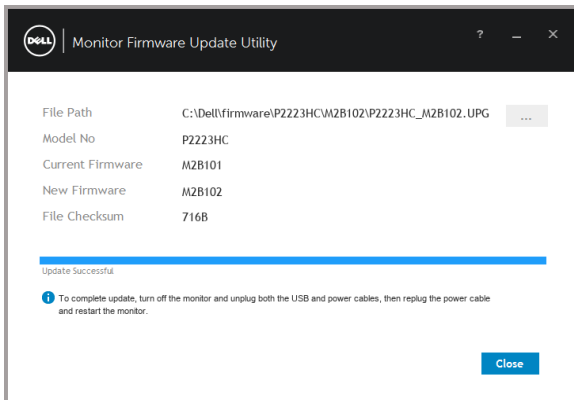 DELL Monitor Firmware Update Utility ? _ ×
File Path C:\Dell\firmware\P2223HC\M2B102\P2223HC_M2B102.UPG ...
Model No P2223HC
Current Firmware M2B101
New Firmware M2B102
File Checksum 716B
Update Successful
i To complete update, turn off the monitor and unplug both the USB and power cables, then replug the power cable
and restart the monitor.
Close